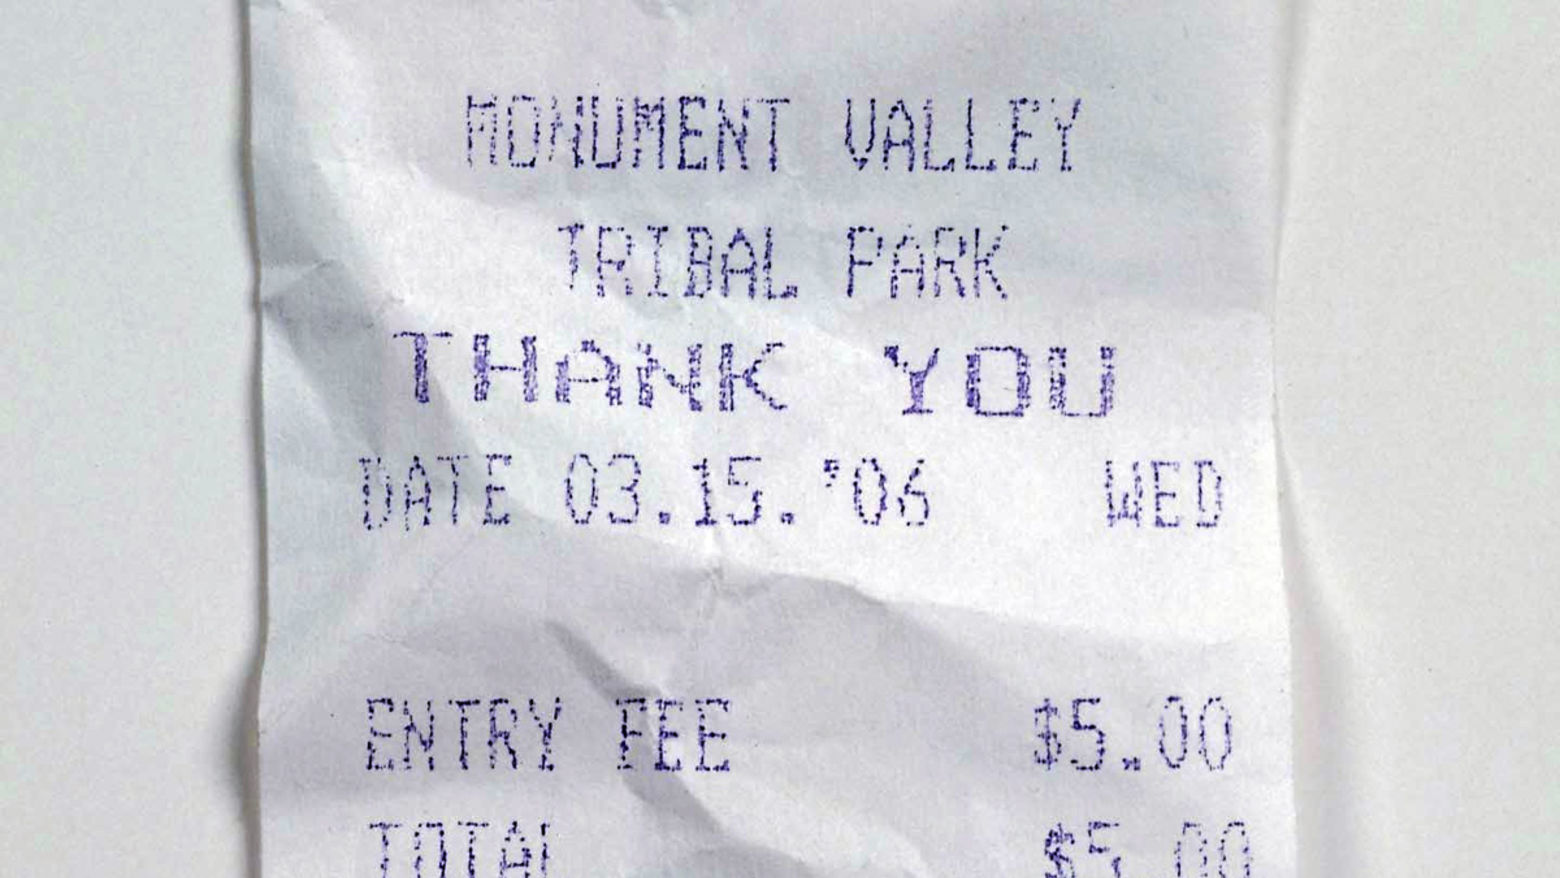 MONUMENT VALLEY
TRIBAL PARK
THANK YOU
DATE 03.15.'06 WED
ENTRY FEE $5.00
TOTAL $5.00